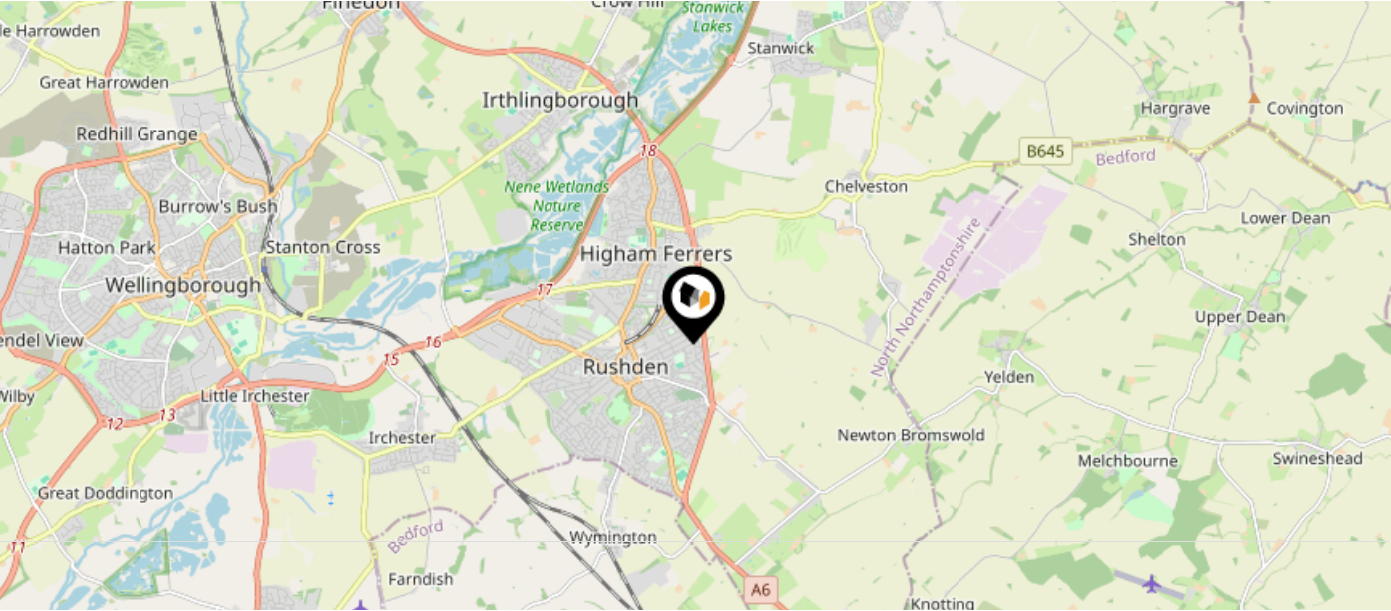 Finedon
Crow Hill
Stanwick
Lakes
le Harrowden
Stanwick
Great Harrowden
Irthlingborough
Hargrave
Covington
Redhill Grange
18
B645
Bedford
Nene Wetlands
Nature
Reserve
Chelveston
Burrow's Bush
Lower Dean
Hatton Park
Stanton Cross
Shelton
Higham Ferrers
North Northamptonshire
Wellingborough
17
Upper Dean
endel View
16
15
Rushden
Yelden
Wilby
Little Irchester
13
12
Irchester
Newton Bromswold
Melchbourne
Swineshead
Great Doddington
Bedford
Wymington
11
Farndish
A6
Knotting